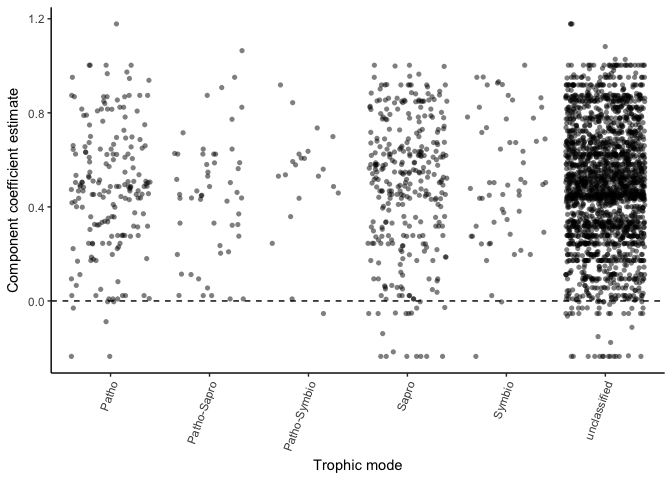 Component coefficient estimate
1.2
0.8
0.4
0.0
Patho
Patho-Sapro
Patho-Symbio
Sapro
Symbio
unclassified
Trophic mode